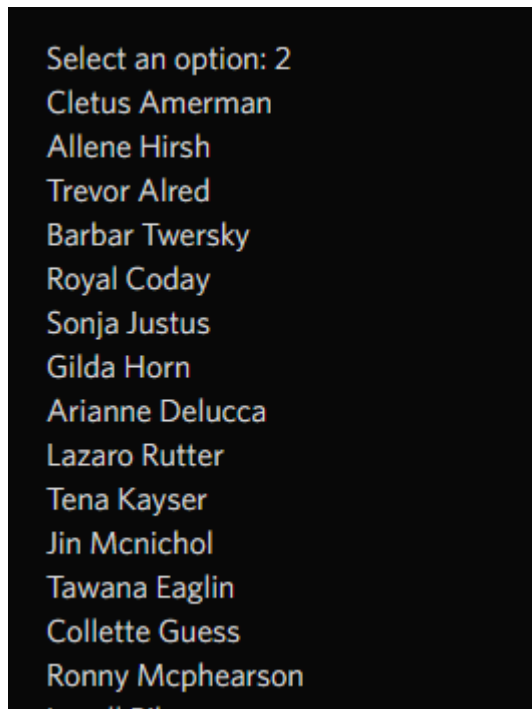 Select an option: 2
Cletus Amerman
Allene Hirsh
Trevor Alred
Barbar Twersky
Royal Coday
Sonja Justus
Gilda Horn
Arianne Delucca
Lazaro Rutter
Tena Kayser
Jin Mcnichol
Tawana Eaglin
Collette Guess
Ronny Mcphearson